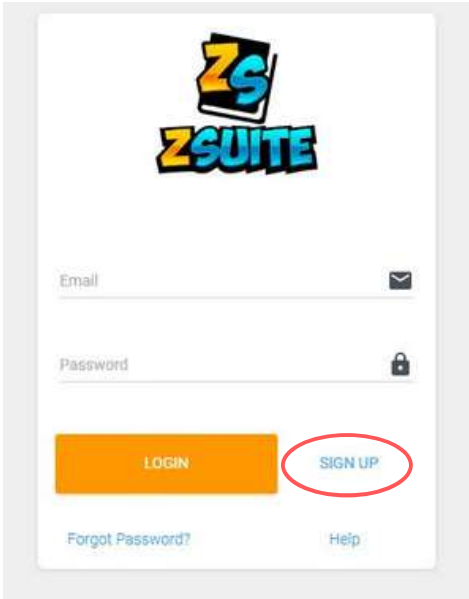 ZS
ZSUITE
Email
Password
LOGIN
SIGN UP
Forgot Password?
Help